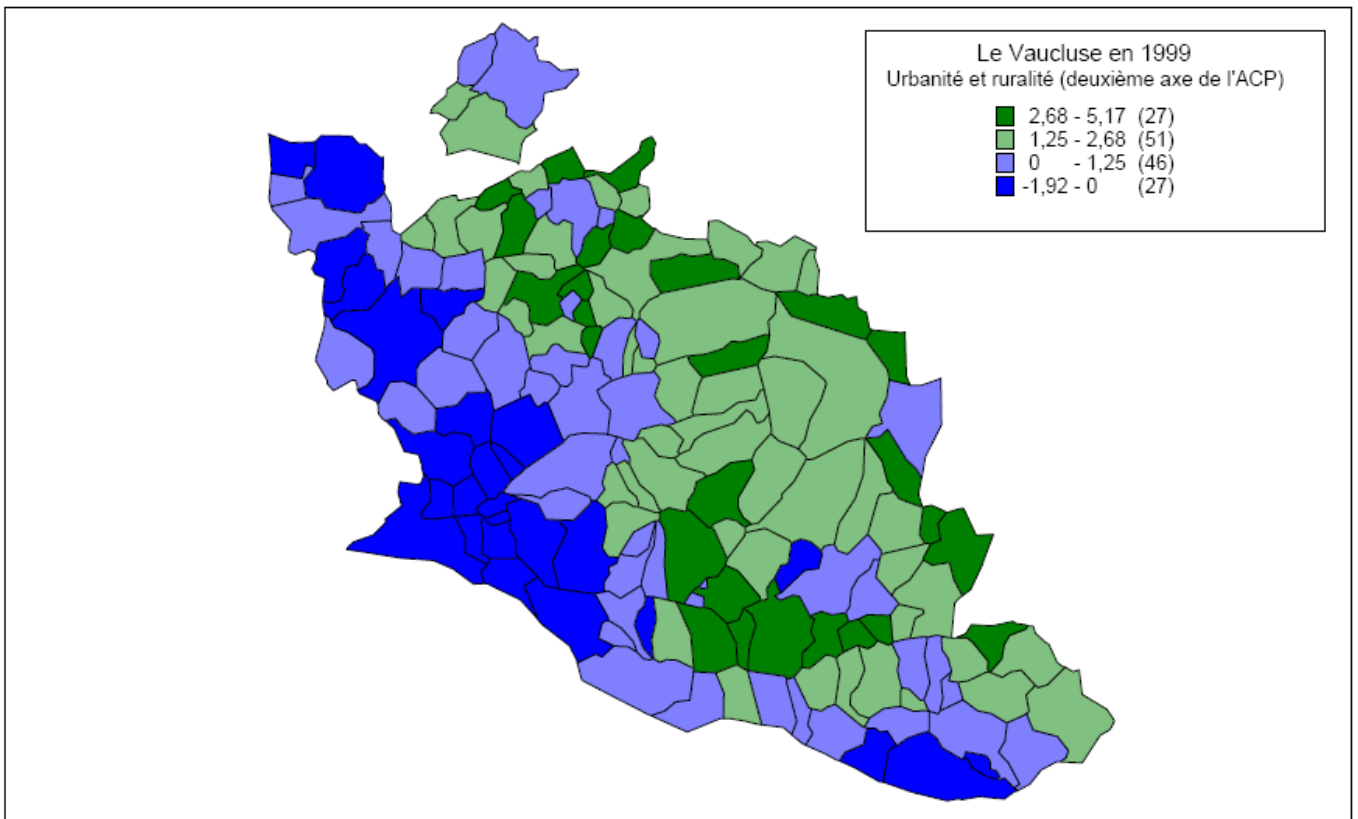 Le Vaucluse en 1999
Urbanité et ruralité (deuxième axe de l'ACP)
2,68 - 5,17 (27)
1,25 - 2,68 (51)
0 - 1,25 (46)
-1,92 - 0 (27)